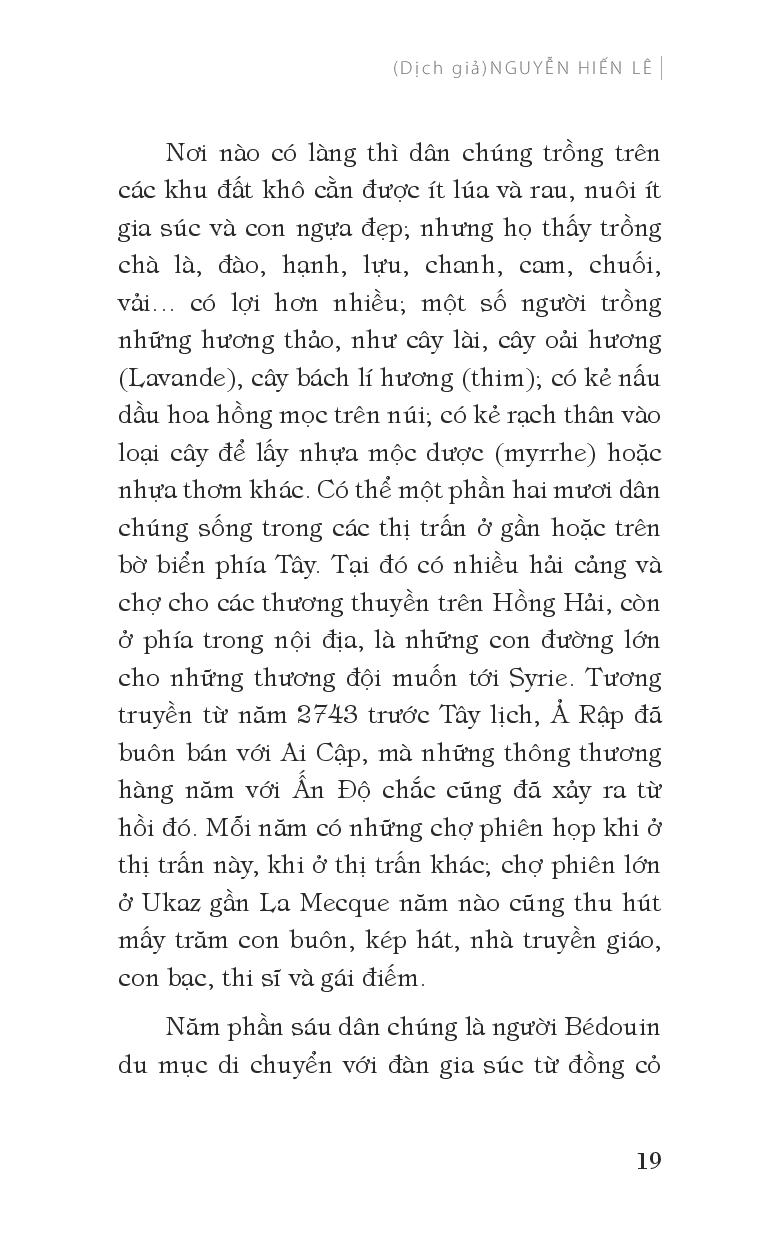 (Dịch giả)NGUYỄN HIẾN LÊ
Nơi nào có làng thì dân chúng trồng trên
các khu đất khô cằn được ít lúa và rau, nuôi ít
gia súc và con ngựa đẹp; nhưng họ thấy trồng
chà là, đào, hạnh, lựu, chanh, cam, chuối,
vải... có lợi hơn nhiều; một số người trồng
những hương thảo, như cây lài, cây oải hương
(Lavande), cây bách lí hương (thim); có kẻ nấu
dầu hoa hồng mọc trên núi; có kẻ rạch thân vào
loại cây để lấy nhựa mộc dược (myrrhe) hoặc
nhựa thơm khác. Có thể một phần hai mươi dân
chúng sống trong các thị trấn ở gần hoặc trên
bờ biển phía Tây. Tại đó có nhiều hải cảng và
chợ cho các thương thuyền trên Hồng Hải, còn
ở phía trong nội địa, là những con đường lớn
cho những thương đội muốn tới Syrie. Tương
truyền từ năm 2743 trước Tây lịch, Ả Rập đã
buôn bán với Ai Cập, mà những thông thương
hàng năm với Ấn Độ chắc cũng đã xảy ra từ
hồi đó. Mỗi năm có những chợ phiên họp khi ở
thị trấn này, khi ở thị trấn khác; chợ phiên lớn
ở Ukaz gần La Mecque năm nào cũng thu hút
mấy trăm con buôn, kép hát, nhà truyền giáo,
con bạc, thi sĩ và gái điếm.
Năm phần sáu dân chúng là người Bédouin
du mục di chuyển với đàn gia súc từ đồng cỏ
19